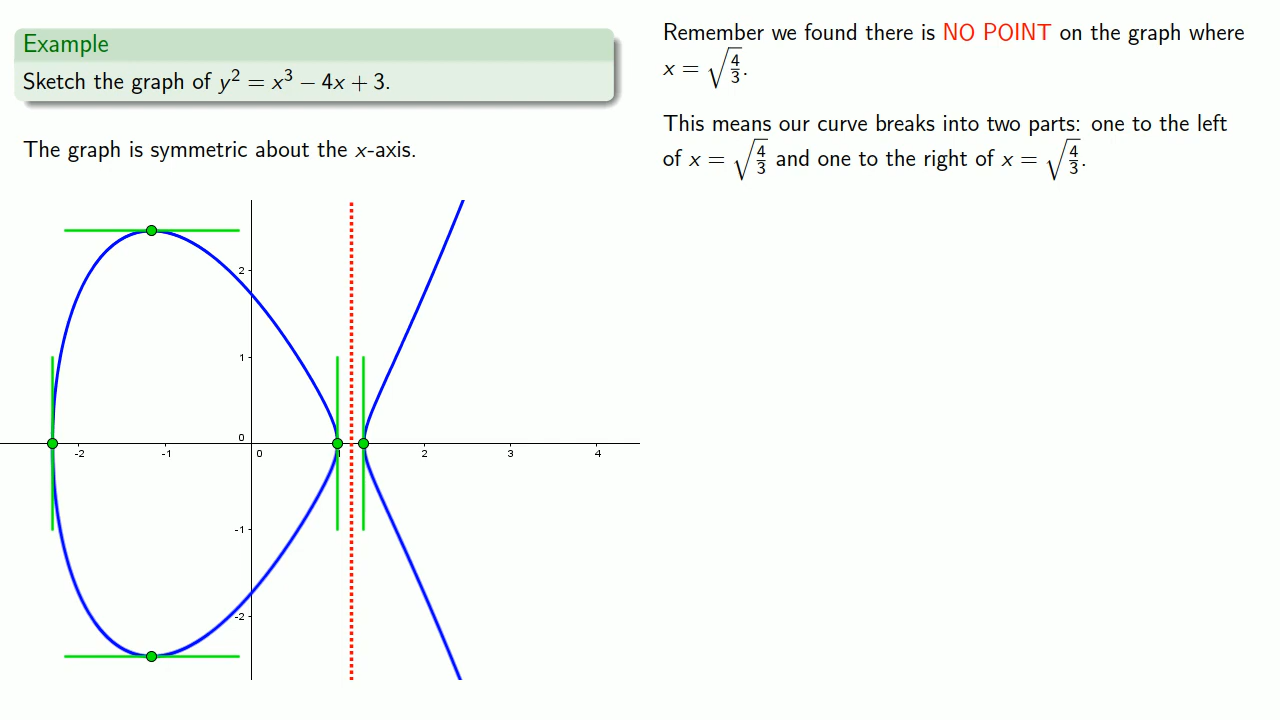 Example
Sketch the graph of y² = x³ − 4x + 3.
The graph is symmetric about the x-axis.
Remember we found there is NO POINT on the graph where
x = √(4/3).
This means our curve breaks into two parts: one to the left
of x = √(4/3) and one to the right of x = √(4/3).
2
1
0
-2 -1 0 1 2 3 4
-1
-2